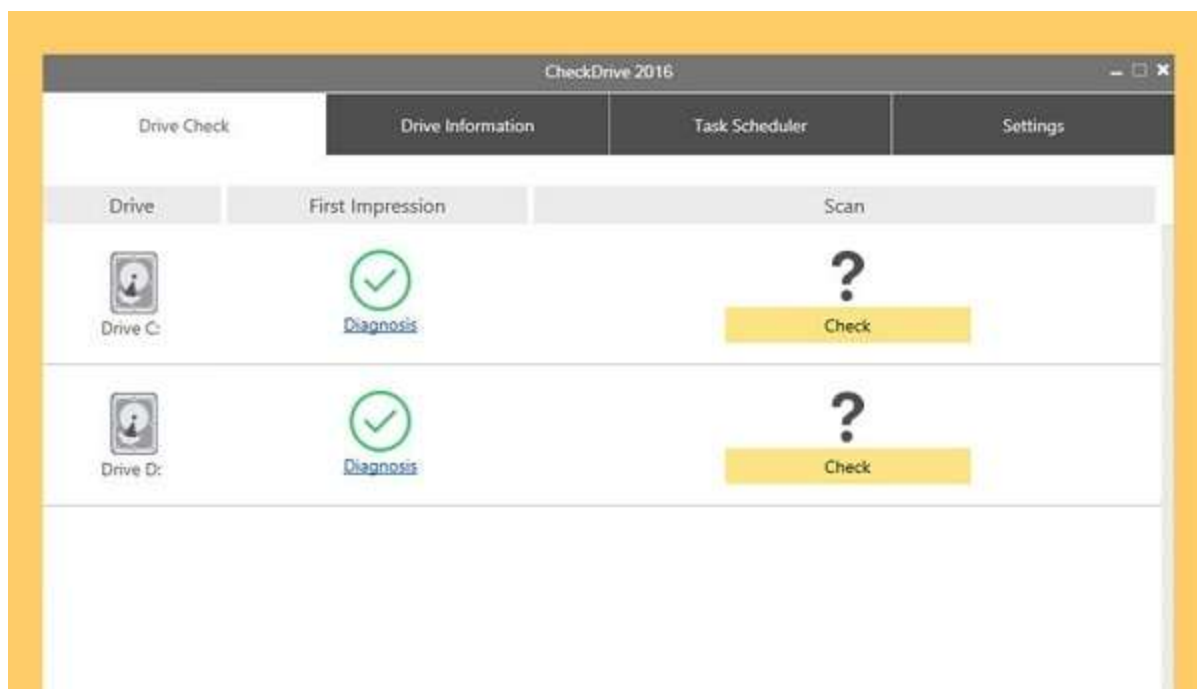 CheckDrive 2016
Drive Check Drive Information Task Scheduler Settings
Drive First Impression Scan
?
Drive C: Diagnosis Check
?
Drive D: Diagnosis Check